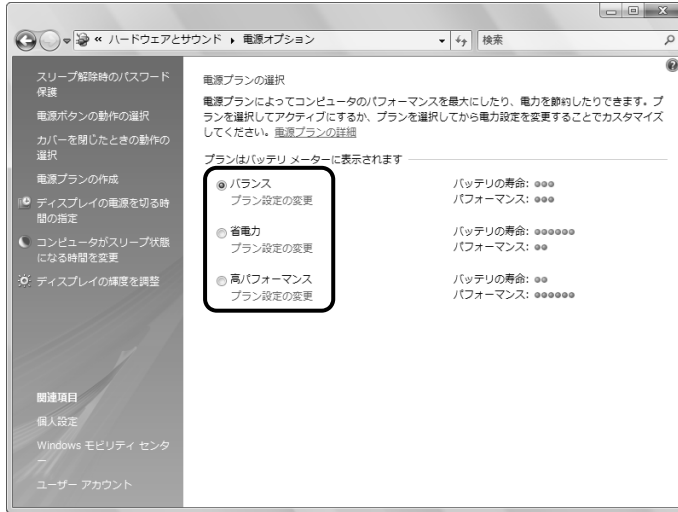 « ハードウェアとサウンド ▸ 電源オプション
検索
スリープ解除時のパスワード
保護
電源ボタンの動作の選択
カバーを閉じたときの動作の
選択
電源プランの作成
ディスプレイの電源を切る時
間の指定
コンピュータがスリープ状態
になる時間を変更
ディスプレイの輝度を調整
関連項目
個人設定
Windows モビリティ センタ
ー
ユーザー アカウント
電源プランの選択
電源プランによってコンピュータのパフォーマンスを最大にしたり、電力を節約したりできます。プ
ランを選択してアクティブにするか、プランを選択してから電力設定を変更することでカスタマイズ
してください。電源プランの詳細
プランはバッテリ メーターに表示されます
バランス
プラン設定の変更
バッテリの寿命:
パフォーマンス:
省電力
プラン設定の変更
バッテリの寿命:
パフォーマンス:
高パフォーマンス
プラン設定の変更
バッテリの寿命:
パフォーマンス: